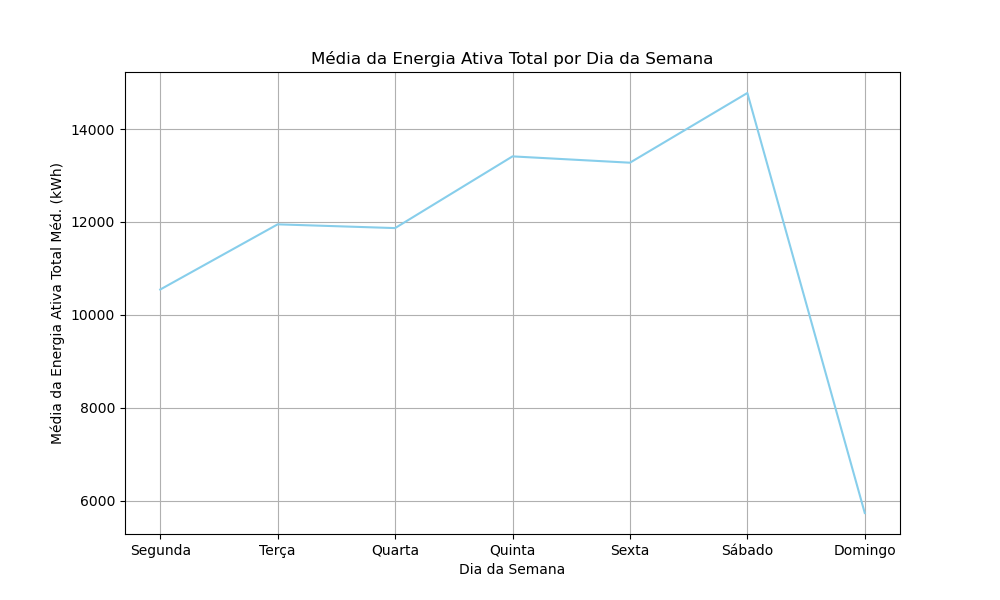 Média da Energia Ativa Total por Dia da Semana
Média da Energia Ativa Total Méd. (kWh)
14000
12000
10000
8000
6000
Segunda Terça Quarta Quinta Sexta Sábado Domingo
Dia da Semana